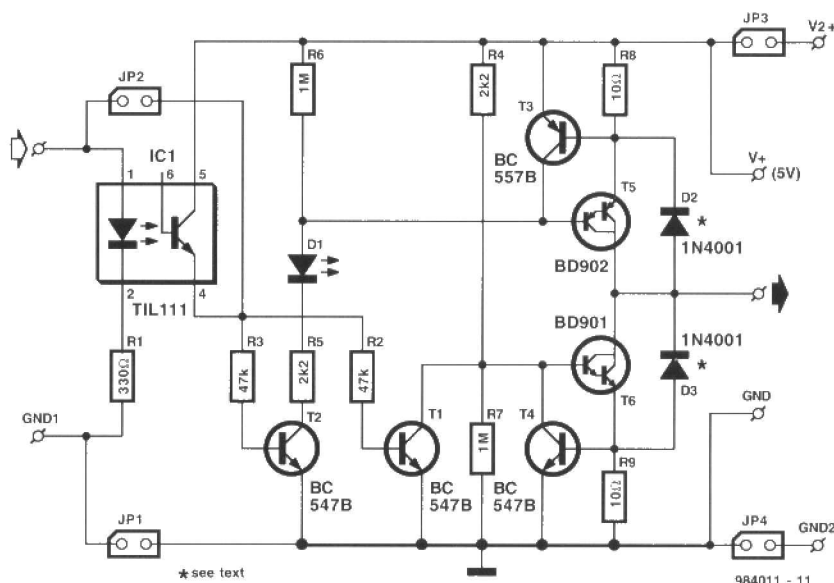 JP3
V2+
R6
1M
R4
2k2
R8
10Ω
JP2
T3
BC
557B
IC1
1
6
5
V+
(5V)
T5
D2
*
1N4001
D1
BD902
2
4
TIL111
BD901
1N4001
*
D3
R1
330Ω
R3
47k
R5
2k2
R2
47k
T6
GND
GND1
T2
T1
R7
1M
T4
R9
10Ω
BC
547B
BC
547B
BC
547B
JP1
JP4
GND2
* see text
984011 - 11